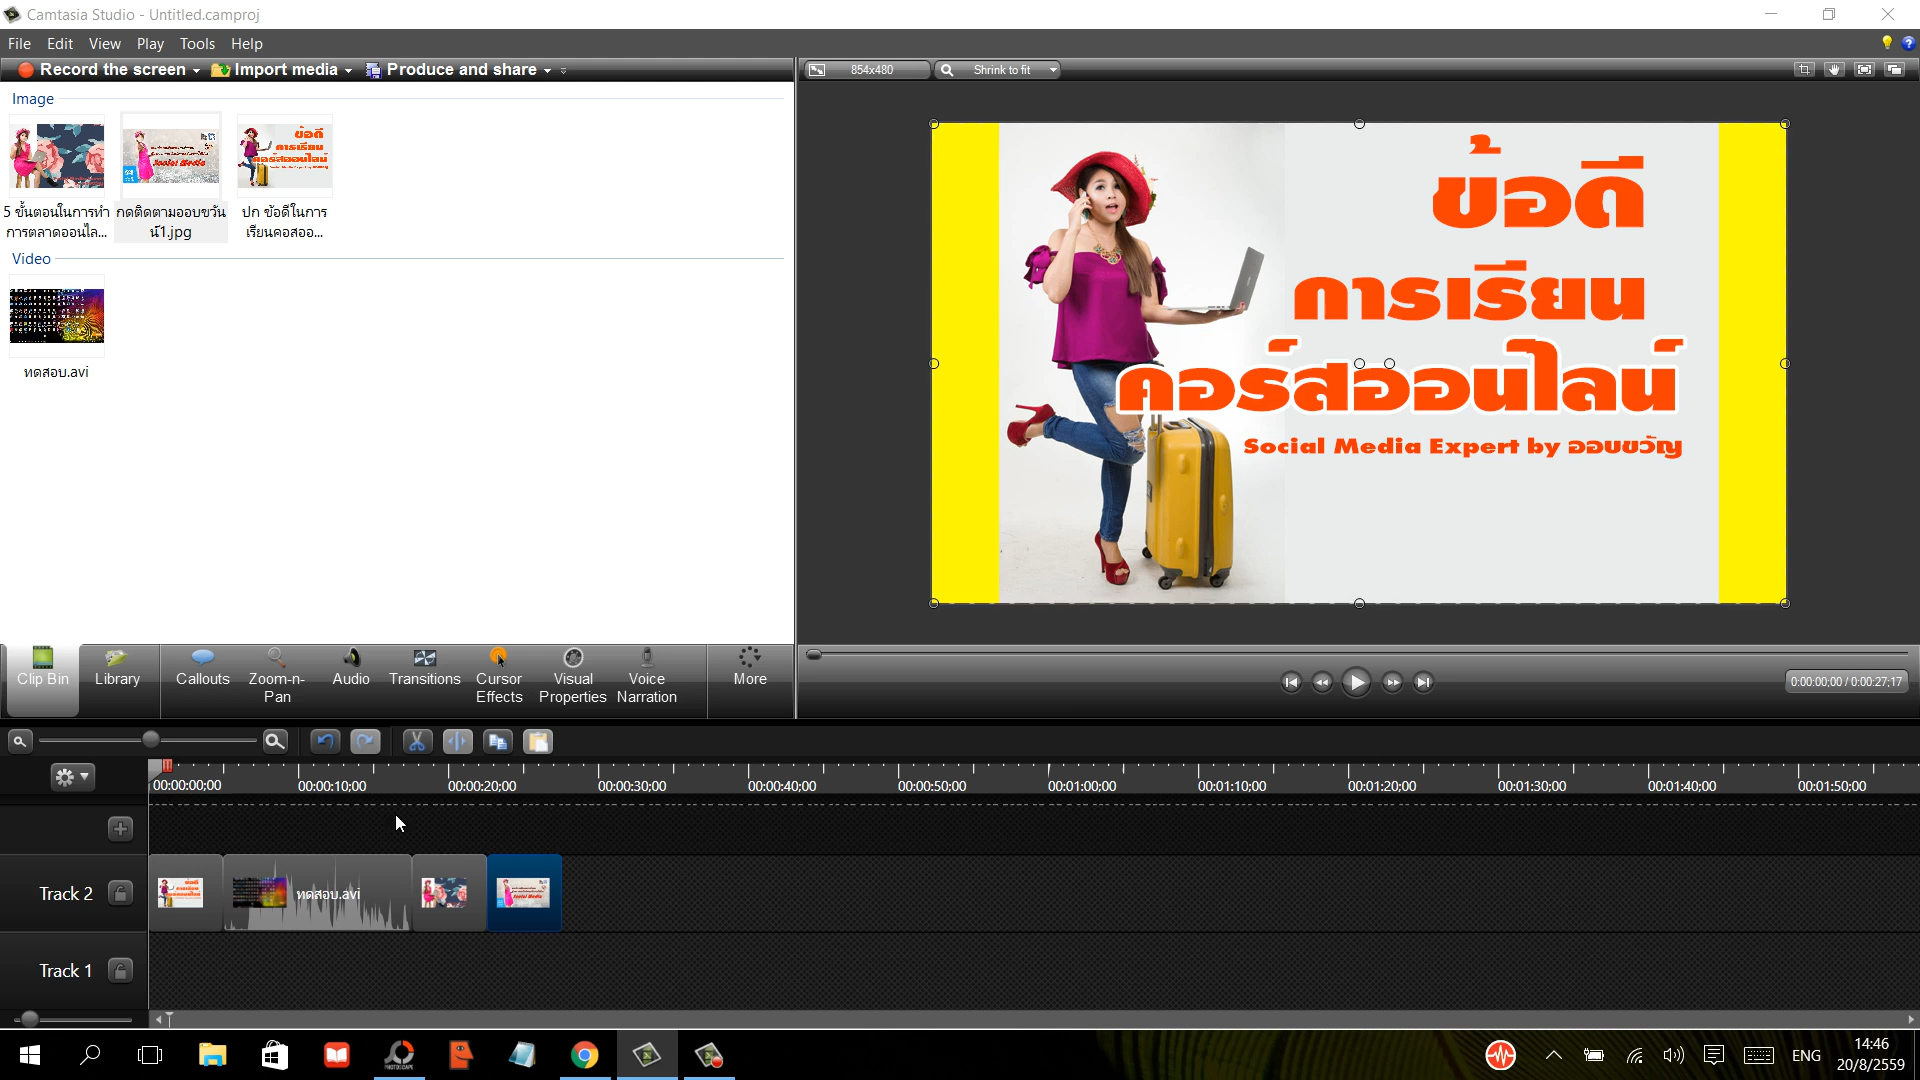 Camtasia Studio - Untitled.camproj
File Edit View Play Tools Help
Record the screen Import media Produce and share
854x480 Shrink to fit
Image
5 ขั้นตอนในการทำ
การตลาดออนไล...
กดติดตามออบขวัน
น์1.jpg
ปก ข้อดีในการ
เรียนคอสออ...
Video
ทดสอบ.avi
ข้อดี
การเรียน
คอร์สออนไลน์
Social Media Expert by ออบขวัญ
Clip Bin
Library
Callouts
Zoom-n-
Pan
Audio
Transitions
Cursor
Effects
Visual
Properties
Voice
Narration
More
0:00:00;00 / 0:00:27;17
00:00:00;00 00:00:10;00 00:00:20;00 00:00:30;00 00:00:40;00 00:00:50;00 00:01:00;00 00:01:10;00 00:01:20;00 00:01:30;00 00:01:40;00 00:01:50;00
Track 2
ทดสอบ.avi
Track 1
ENG
14:46
20/8/2559